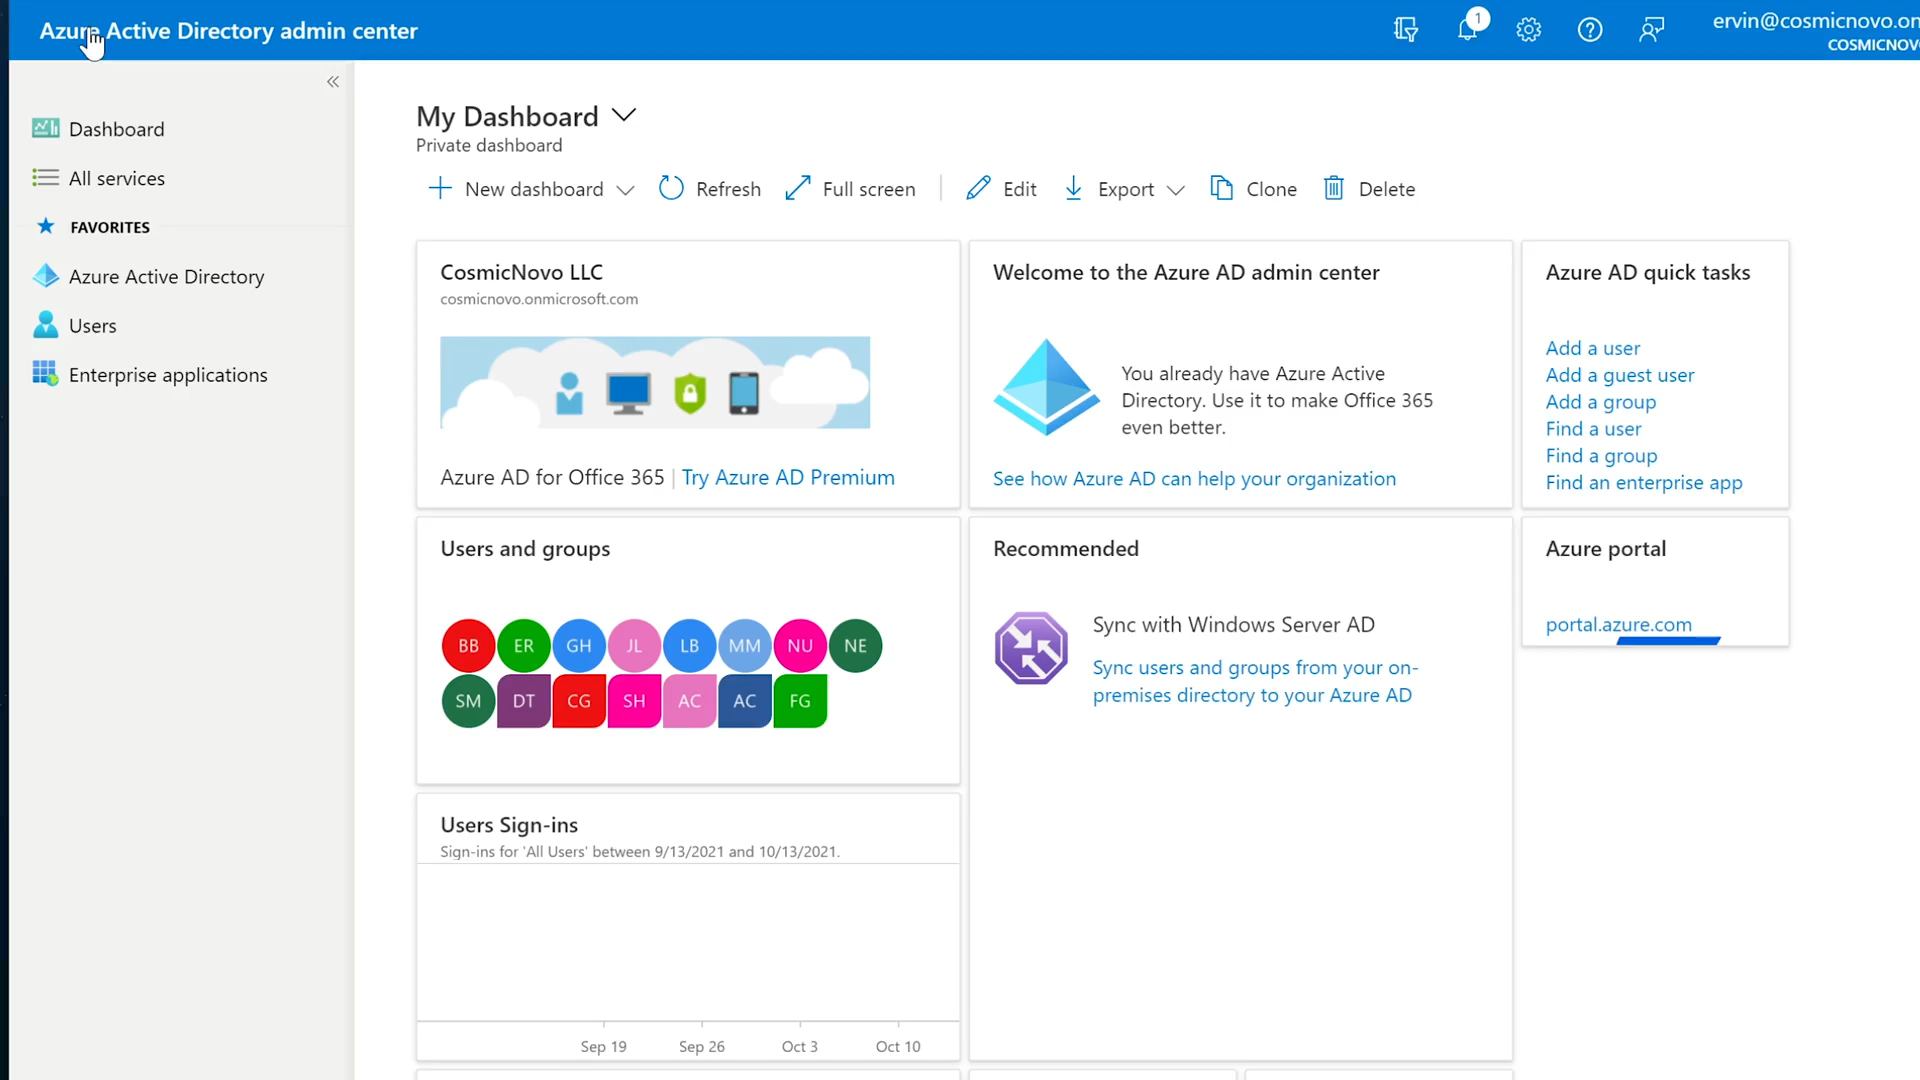 Azure Active Directory admin center
1
ervin@cosmicnovo.on
COSMICNOV
Dashboard
All services
FAVORITES
Azure Active Directory
Users
Enterprise applications
My Dashboard
Private dashboard
New dashboard
Refresh
Full screen
Edit
Export
Clone
Delete
CosmicNovo LLC
cosmicnovo.onmicrosoft.com
Azure AD for Office 365 | Try Azure AD Premium
Welcome to the Azure AD admin center
You already have Azure Active
Directory. Use it to make Office 365
even better.
See how Azure AD can help your organization
Azure AD quick tasks
Add a user
Add a guest user
Add a group
Find a user
Find a group
Find an enterprise app
Users and groups
BB ER GH JL LB MM NU NE
SM DT CG SH AC AC FG
Recommended
Sync with Windows Server AD
Sync users and groups from your on-
premises directory to your Azure AD
Azure portal
portal.azure.com
Users Sign-ins
Sign-ins for 'All Users' between 9/13/2021 and 10/13/2021.
Sep 19 Sep 26 Oct 3 Oct 10